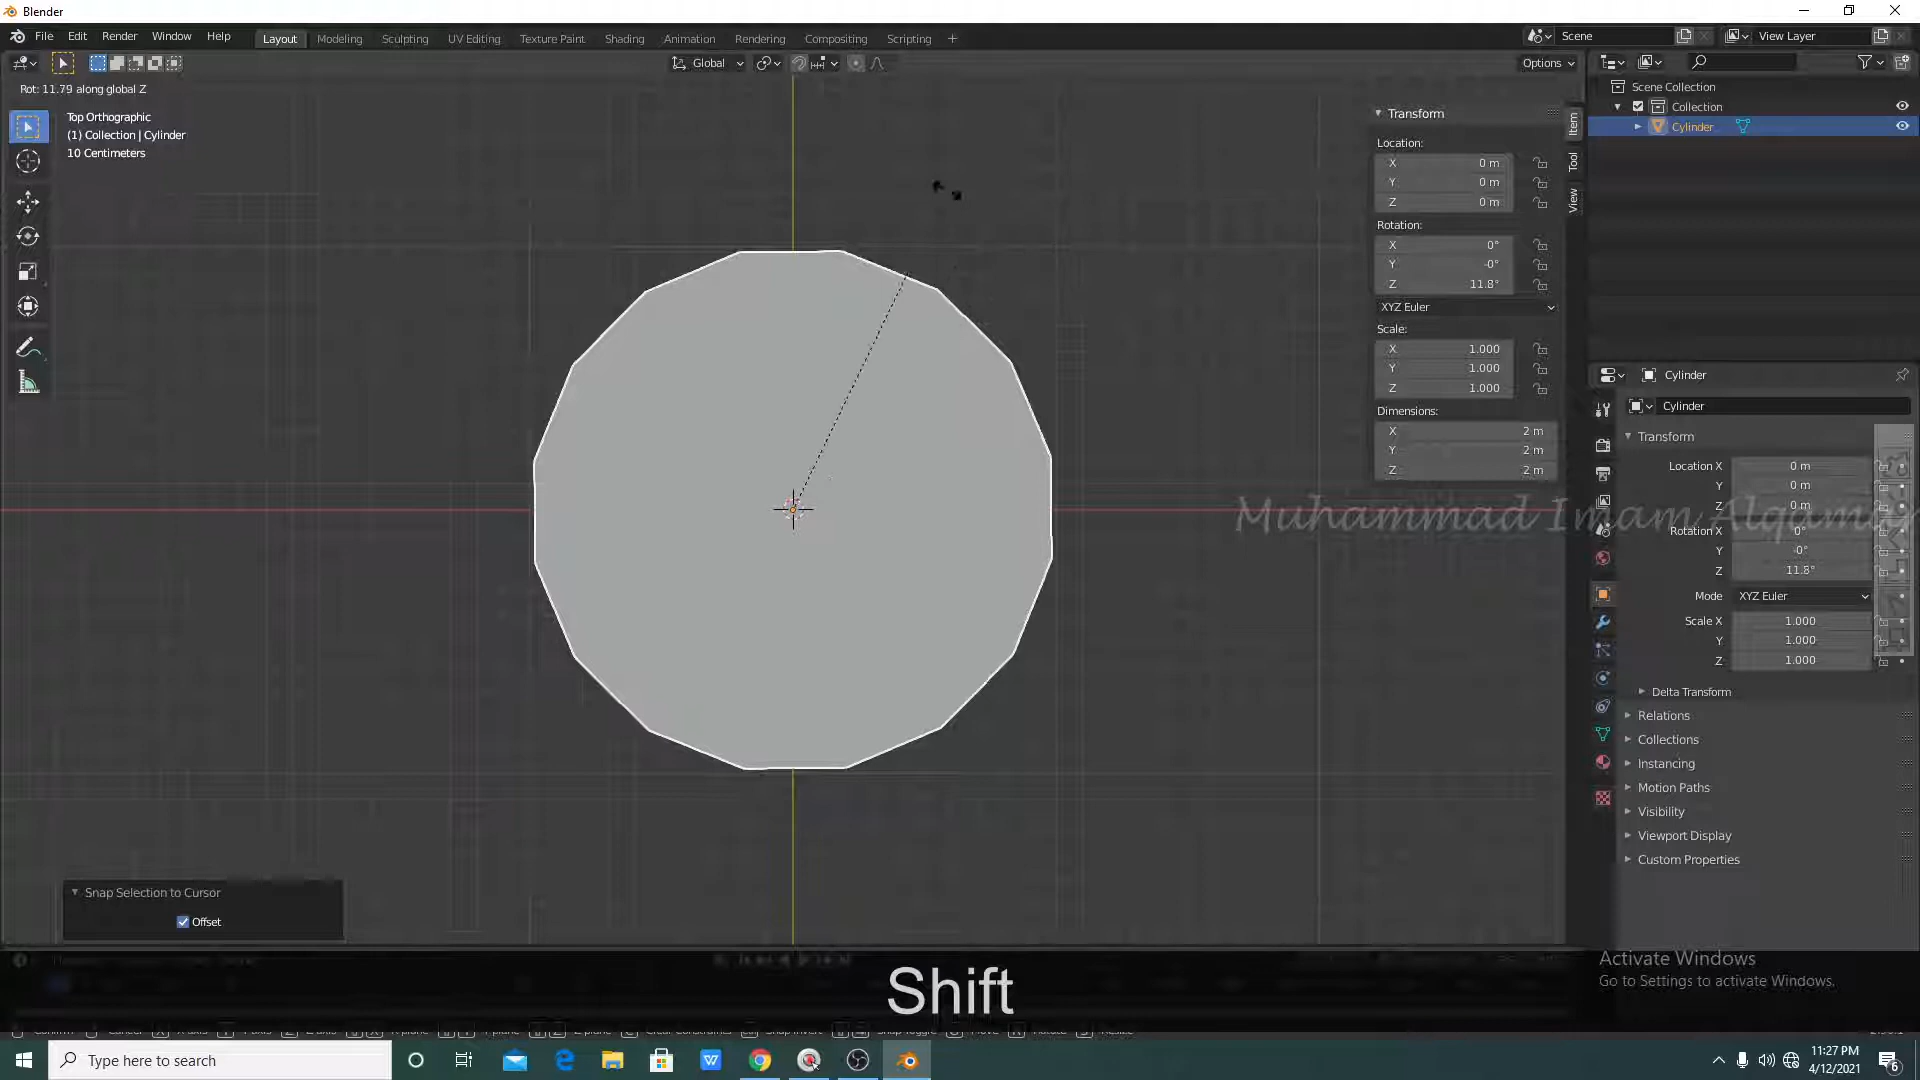 Blender
File Edit Render Window Help
Layout Modeling Sculpting UV Editing Texture Paint Shading Animation Rendering Compositing Scripting
Scene
View Layer
Global
Options
Rot: 11.79 along global Z
Top Orthographic
(1) Collection | Cylinder
10 Centimeters
Transform
Location:
X 0 m
Y 0 m
Z 0 m
Rotation:
X 0°
Y -0°
Z 11.8°
XYZ Euler
Scale:
X 1.000
Y 1.000
Z 1.000
Dimensions:
X 2 m
Y 2 m
Z 2 m
Item
Tool
View
Scene Collection
Collection
Cylinder
Cylinder
Cylinder
Transform
Location X 0 m
Y 0 m
Z 0 m
Rotation X 0°
Y -0°
Z 11.8°
Mode XYZ Euler
Scale X 1.000
Y 1.000
Z 1.000
Delta Transform
Relations
Collections
Instancing
Motion Paths
Visibility
Viewport Display
Custom Properties
Muhammad Imam
Snap Selection to Cursor
Offset
Shift
Activate Windows
Go to Settings to activate Windows.
Type here to search
11:27 PM
4/12/2021
6